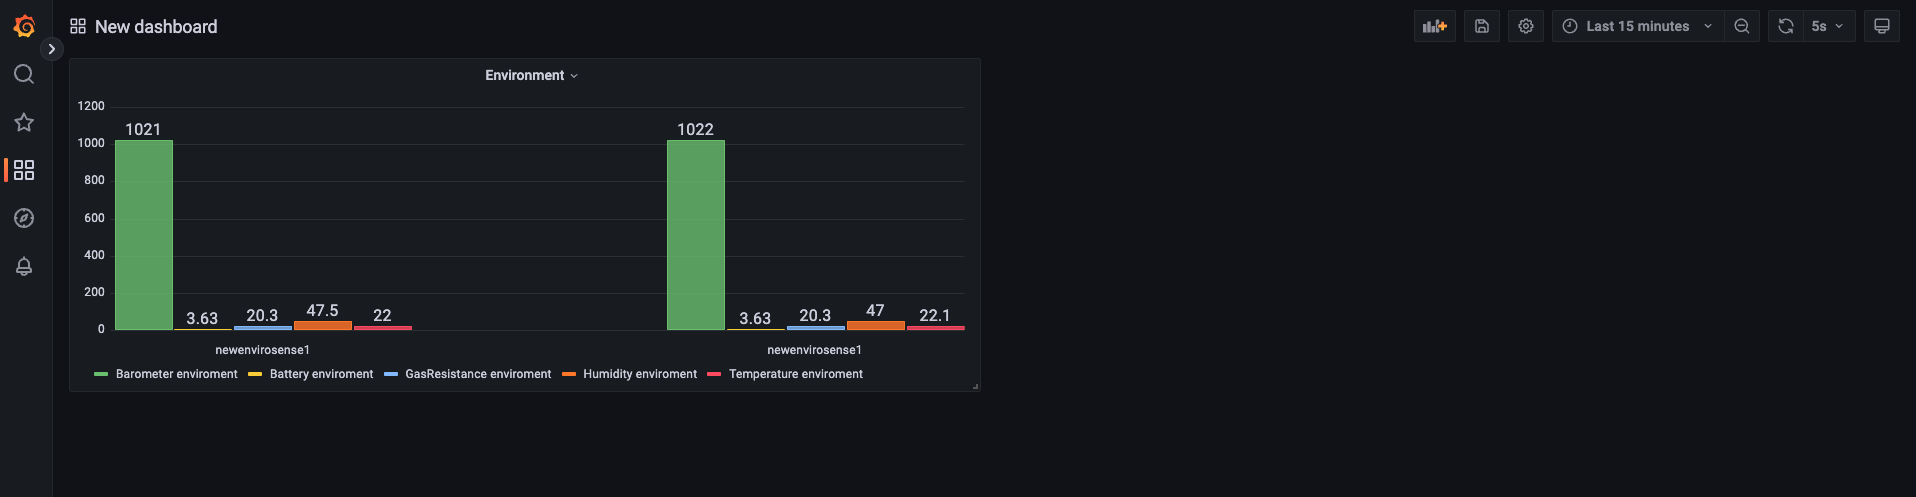 New dashboard
Last 15 minutes
5s
Environment
1200
1000
800
600
400
200
0
1021
3.63
20.3
47.5
22
1022
3.63
20.3
47
22.1
newenvirosense1
newenvirosense1
Barometer enviroment Battery enviroment GasResistance enviroment Humidity enviroment Temperature enviroment